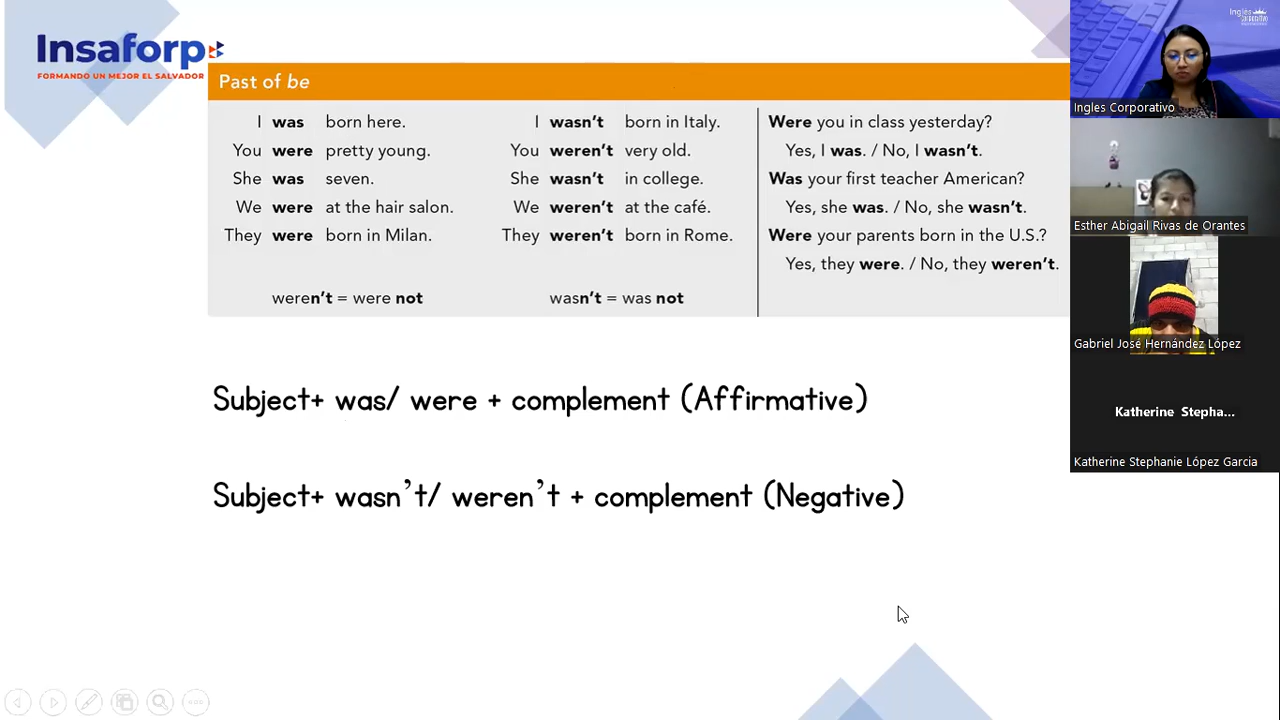 Insaforp
FORMANDO UN MEJOR EL SALVADOR
Past of be
I was born here.
You were pretty young.
She was seven.
We were at the hair salon.
They were born in Milan.
weren't = were not
I wasn't born in Italy.
You weren't very old.
She wasn't in college.
We weren't at the café.
They weren't born in Rome.
wasn't = was not
Were you in class yesterday?
Yes, I was. / No, I wasn't.
Was your first teacher American?
Yes, she was. / No, she wasn't.
Were your parents born in the U.S.?
Yes, they were. / No, they weren't.
Subject+ was/ were + complement (Affirmative)
Subject+ wasn't/ weren't + complement (Negative)
Inglés
Ingles Corporativo
Esther Abigail Rivas de Orantes
Gabriel José Hernández López
Katherine Stepha...
Katherine Stephanie López Garcia